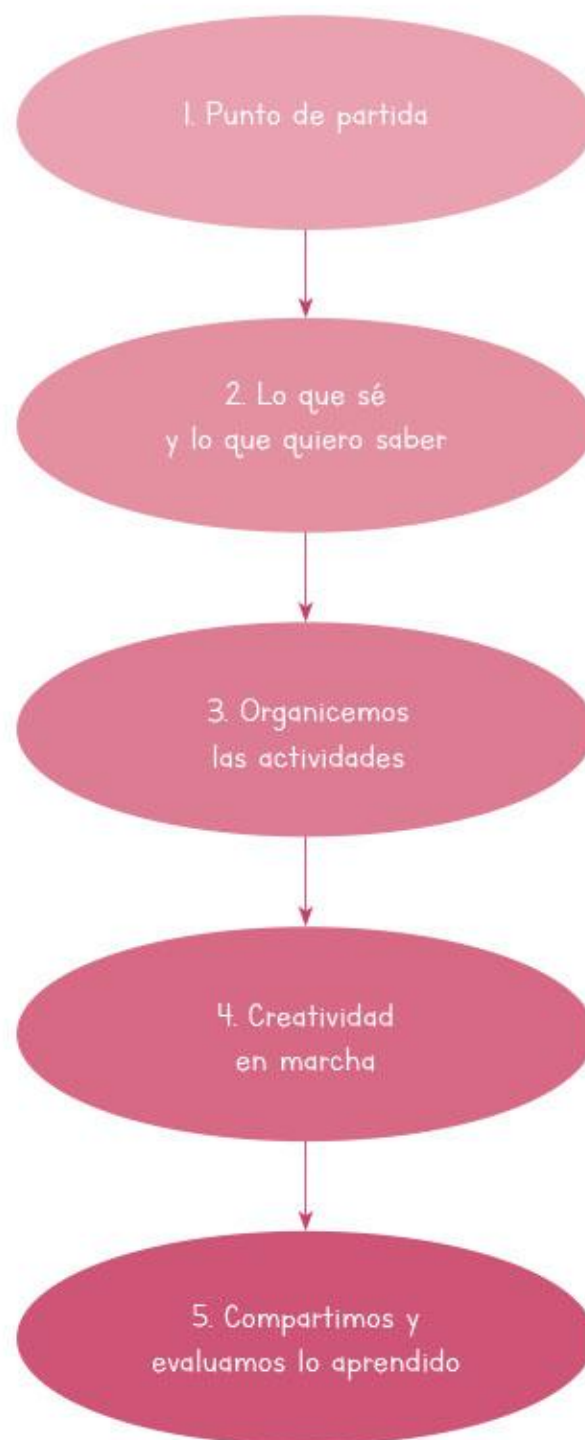 1. Punto de partida
2. Lo que sé
y lo que quiero saber
3. Organicemos
las actividades
4. Creatividad
en marcha
5. Compartimos y
evaluamos lo aprendido